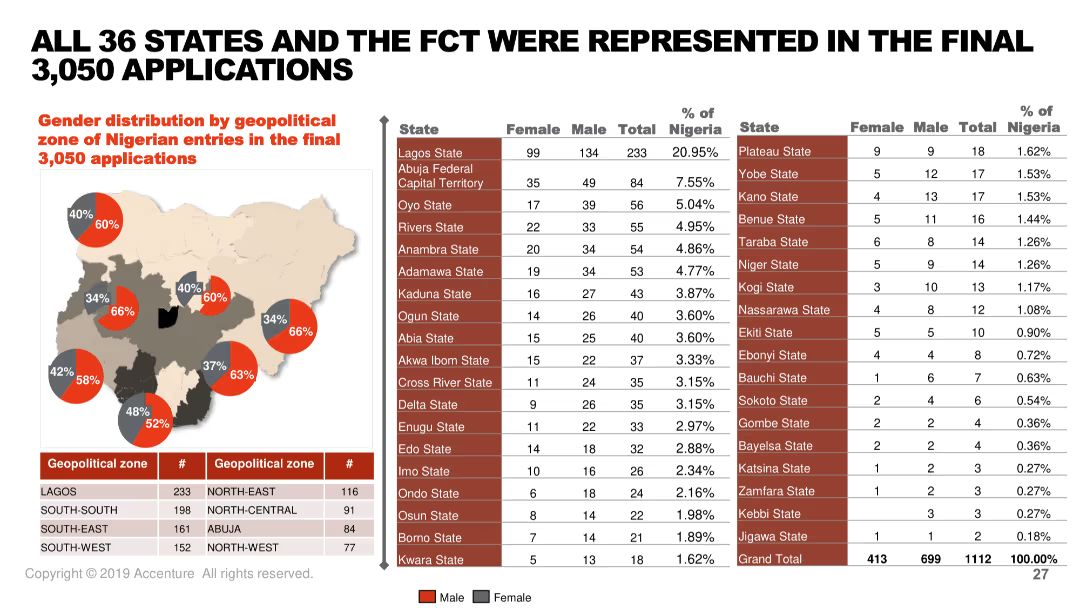 ALL 36 STATES AND THE FCT WERE REPRESENTED IN THE FINAL
3,050 APPLICATIONS
Gender distribution by geopolitical
zone of Nigerian entries in the final
3,050 applications
40% 60%
34% 66%
40% 60%
34% 66%
42% 58%
37% 63%
48% 52%
Geopolitical zone # Geopolitical zone #
LAGOS 233 NORTH-EAST 116
SOUTH-SOUTH 198 NORTH-CENTRAL 91
SOUTH-EAST 161 ABUJA 84
SOUTH-WEST 152 NORTH-WEST 77
State Female Male Total % of Nigeria
Lagos State 99 134 233 20.95%
Abuja Federal
Capital Territory 35 49 84 7.55%
Oyo State 17 39 56 5.04%
Rivers State 22 33 55 4.95%
Anambra State 20 34 54 4.86%
Adamawa State 19 34 53 4.77%
Kaduna State 16 27 43 3.87%
Ogun State 14 26 40 3.60%
Abia State 15 25 40 3.60%
Akwa Ibom State 15 22 37 3.33%
Cross River State 11 24 35 3.15%
Delta State 9 26 35 3.15%
Enugu State 11 22 33 2.97%
Edo State 14 18 32 2.88%
Imo State 10 16 26 2.34%
Ondo State 6 18 24 2.16%
Osun State 8 14 22 1.98%
Borno State 7 14 21 1.89%
Kwara State 5 13 18 1.62%
State Female Male Total % of Nigeria
Plateau State 9 9 18 1.62%
Yobe State 5 12 17 1.53%
Kano State 4 13 17 1.53%
Benue State 5 11 16 1.44%
Taraba State 6 8 14 1.26%
Niger State 5 9 14 1.26%
Kogi State 3 10 13 1.17%
Nassarawa State 4 8 12 1.08%
Ekiti State 5 5 10 0.90%
Ebonyi State 4 4 8 0.72%
Bauchi State 1 6 7 0.63%
Sokoto State 2 4 6 0.54%
Gombe State 2 2 4 0.36%
Bayelsa State 2 2 4 0.36%
Katsina State 1 2 3 0.27%
Zamfara State 1 2 3 0.27%
Kebbi State 3 3 0.27%
Jigawa State 1 1 2 0.18%
Grand Total 413 699 1112 100.00%
Copyright © 2019 Accenture All rights reserved.
27
Male Female